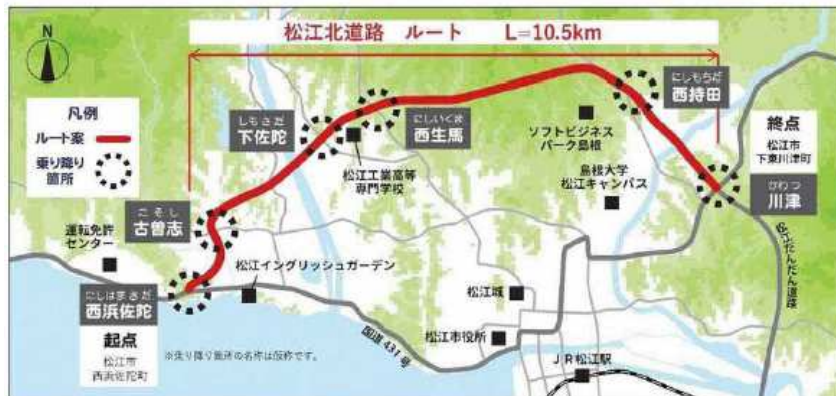 松江北道路 ルート L=10.5km
N
凡例
ルート案
乗り降り
箇所
しもさだ
下佐陀
にしいくま
西生馬
にしもちだ
西持田
松江工業高等
専門学校
ソフトビジネス
パーク島根
島根大学
松江キャンパス
終点
松江市
下東川津町
かわつ
川津
こそし
古曽志
運転免許
センター
松江イングリッシュガーデン
にしはまさだ
西浜佐陀
起点
松江市
西浜佐陀町
※乗り降り箇所の名称は仮称です。
国道431号
松江城
松江市役所
JR松江駅
だんだん道路